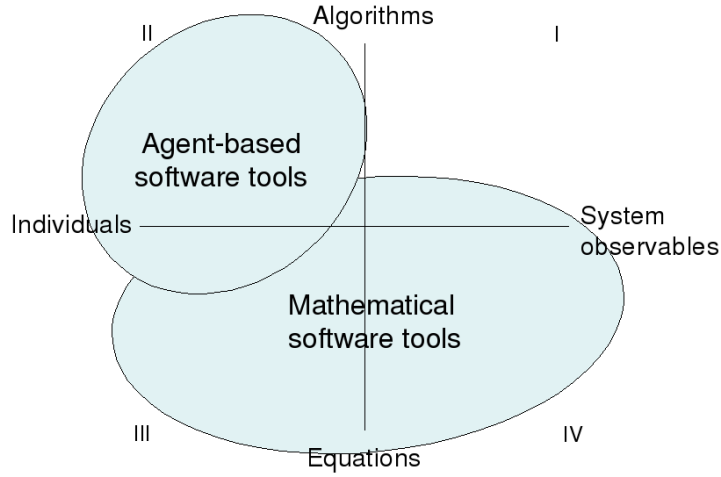 Algorithms
II
I
Agent-based
software tools
Individuals
System
observables
Mathematical
software tools
III
IV
Equations